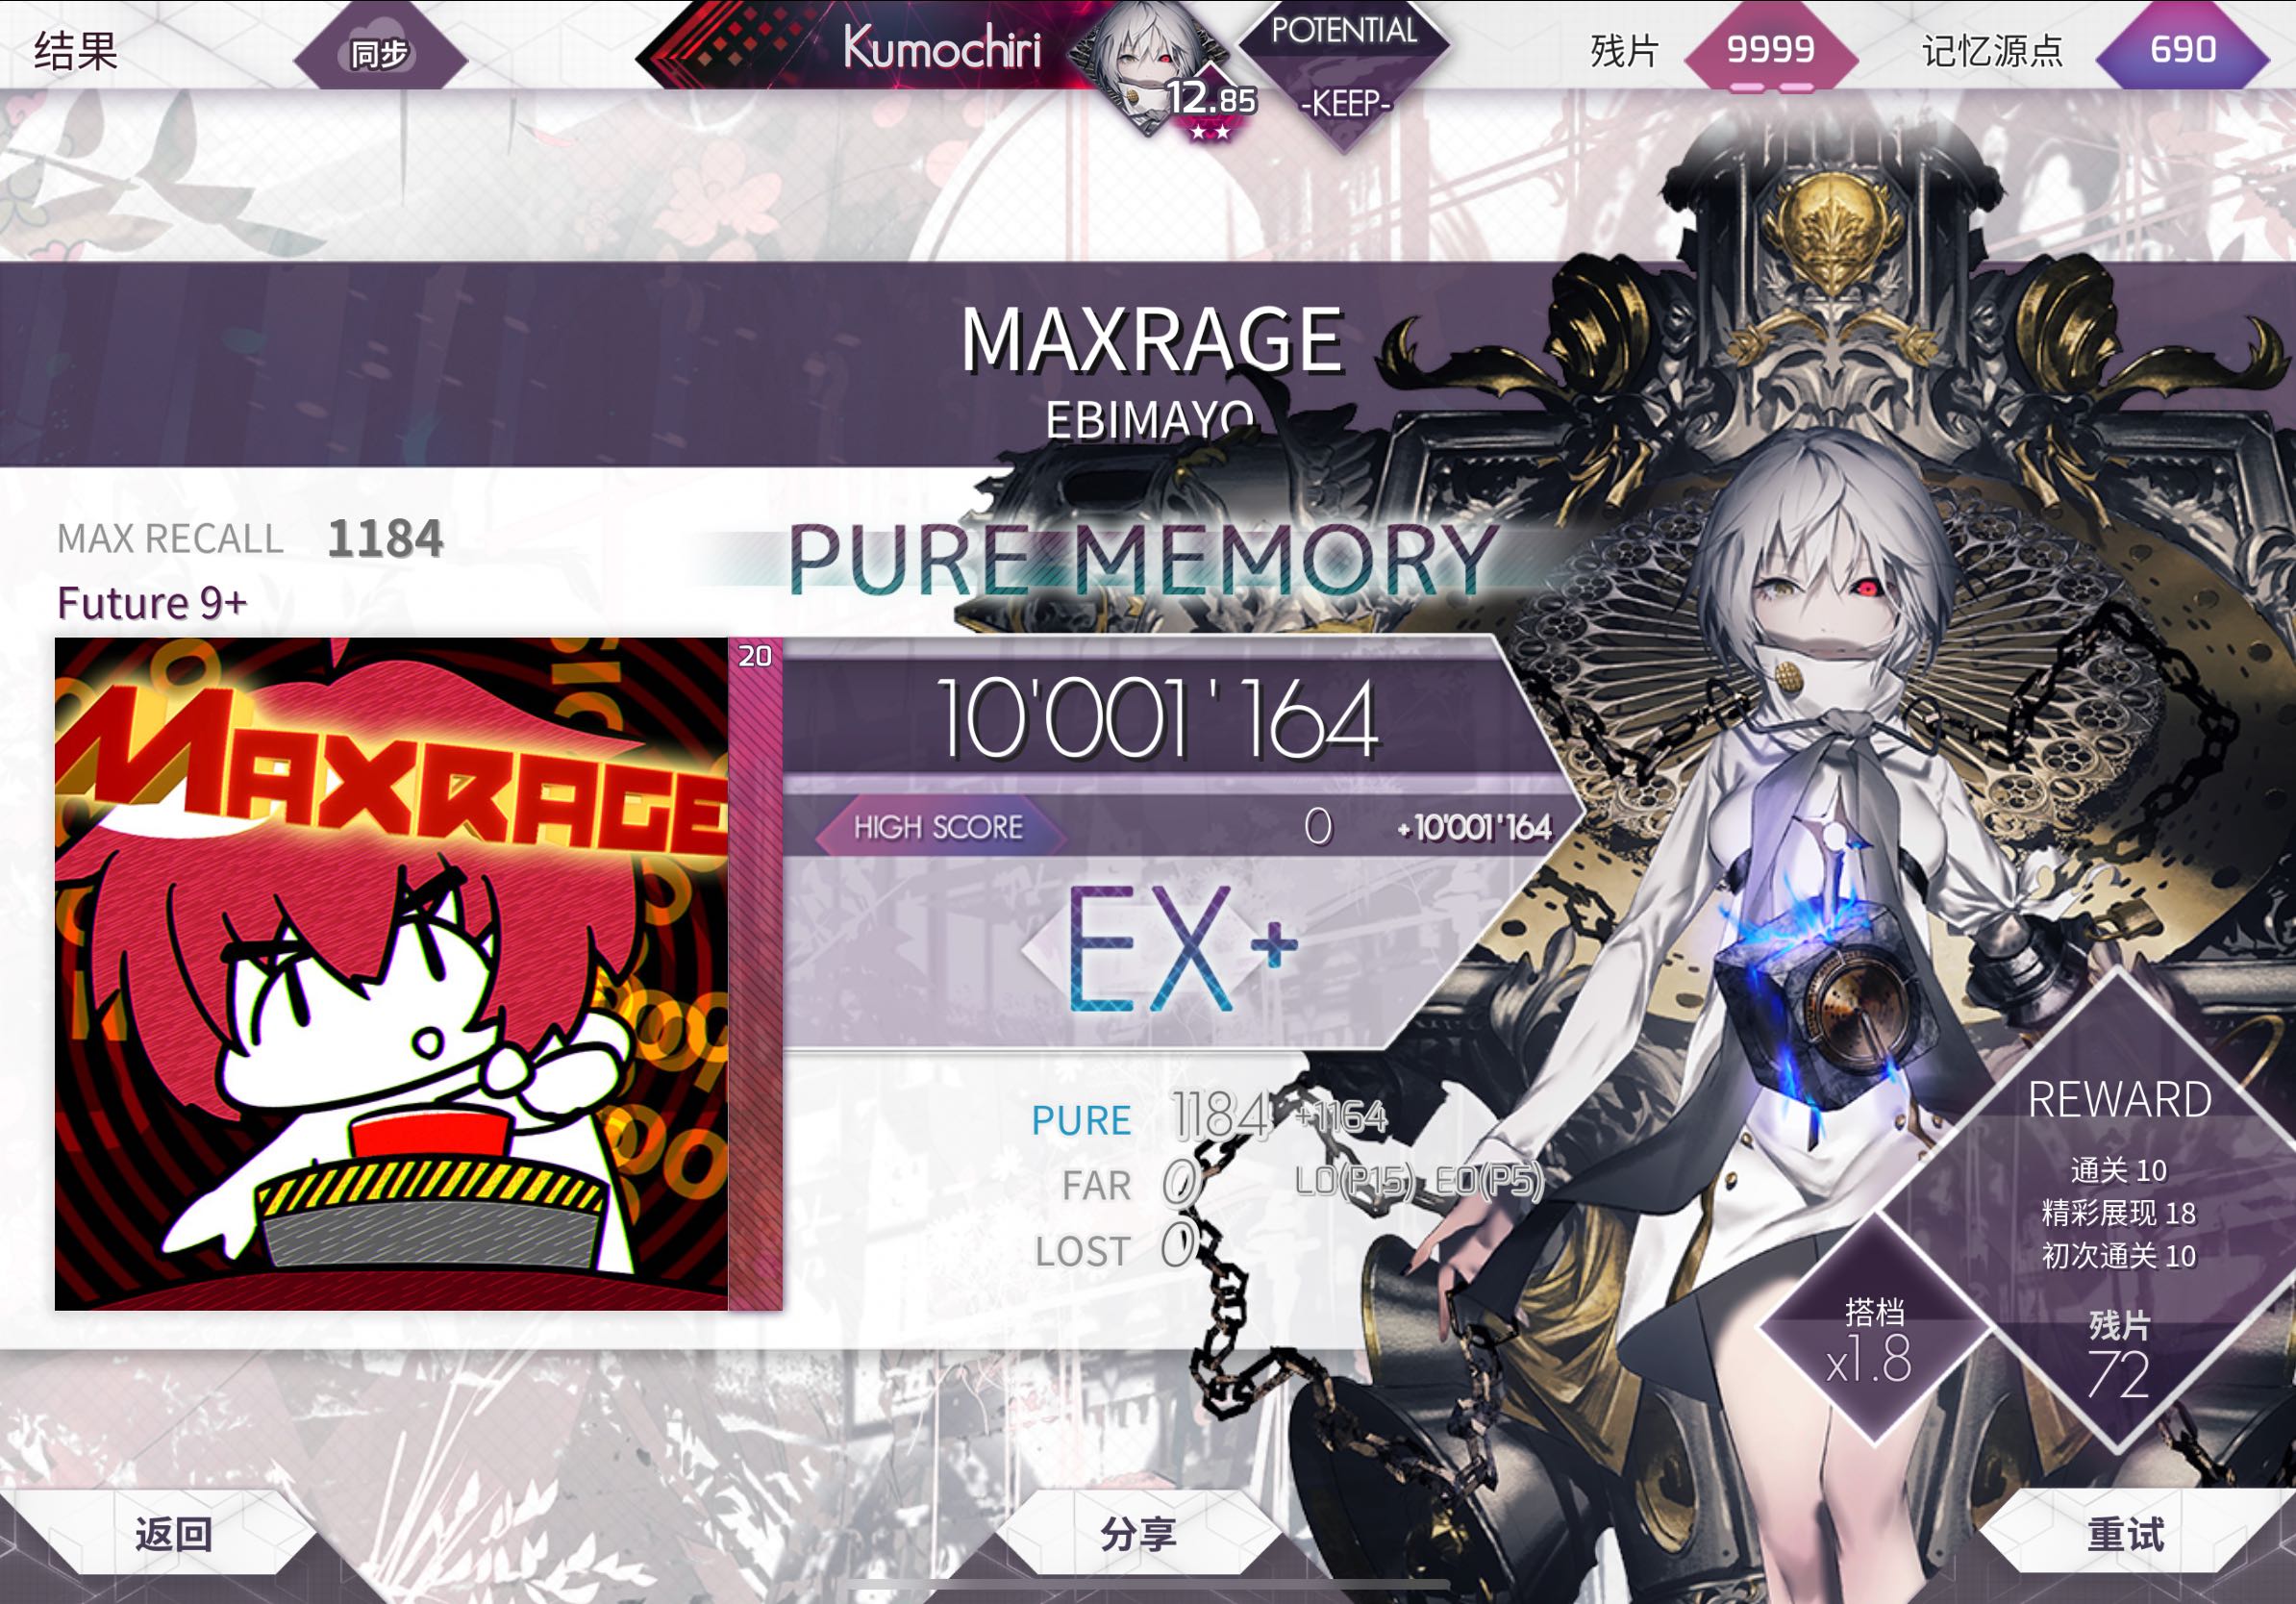 结果
同步
Kumochiri
12.85
POTENTIAL
-KEEP-
残片
9999
记忆源点
690
MAXRAGE
EBIMAYO
MAX RECALL 1184
PURE MEMORY
Future 9+
MAXRAGE
20
10'001'164
HIGH SCORE 0 +10'001'164
EX+
PURE 1184 +1164
FAR 0 L0(P15) E0(P5)
LOST 0
REWARD
通关 10
精彩展现 18
初次通关 10
残片
72
搭档
x1.8
返回
分享
重试